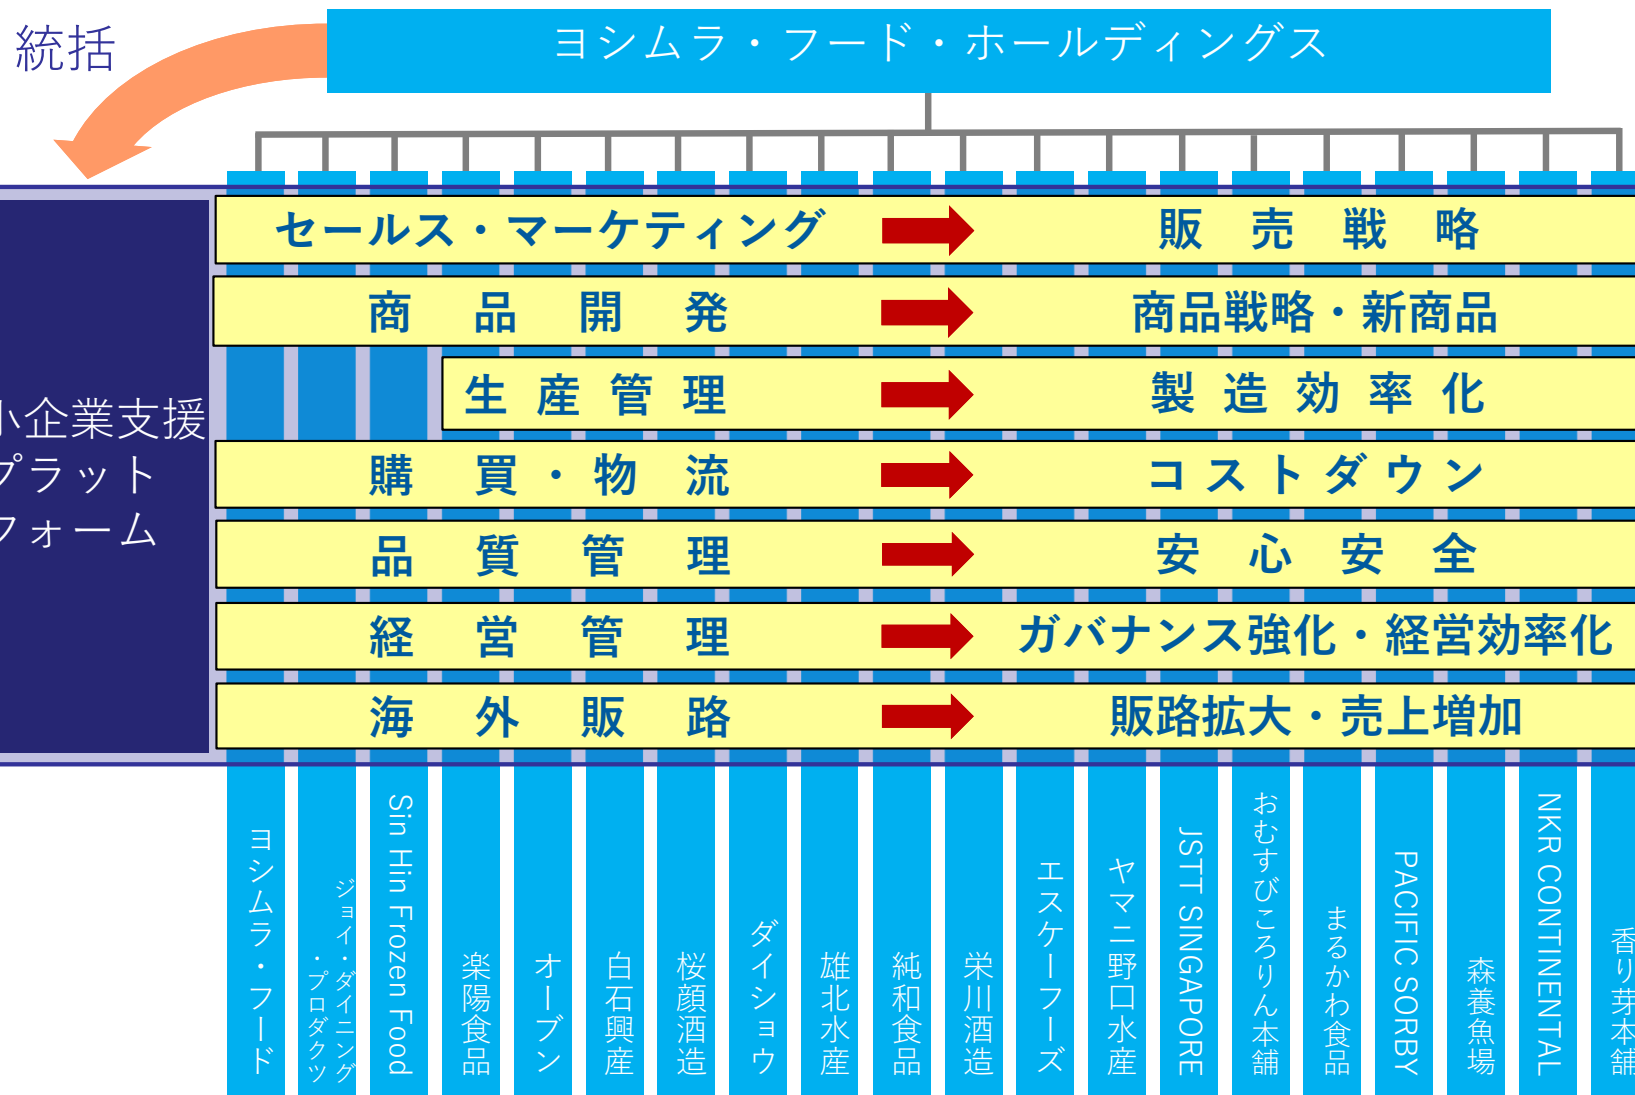 統括
ヨシムラ・フード・ホールディングス
セールス・マーケティング 販売戦略
商品開発 商品戦略・新商品
生産管理 製造効率化
購買・物流 コストダウン
品質管理 安心安全
経営管理 ガバナンス強化・経営効率化
海外販路 販路拡大・売上増加
小企業支援
プラット
フォーム
ヨシムラ・フード
ジョイ・ダイニング
・プロダクツ
Sin Hin Frozen Food
楽陽食品
オーブン
白石興産
桜顔酒造
ダイショウ
雄北水産
純和食品
栄川酒造
エスケーフーズ
ヤマニ野口水産
JSTT SINGAPORE
おむすびころりん本舗
まるかわ食品
PACIFIC SORBY
森養魚場
NKR CONTINENTAL
香り芽本舗